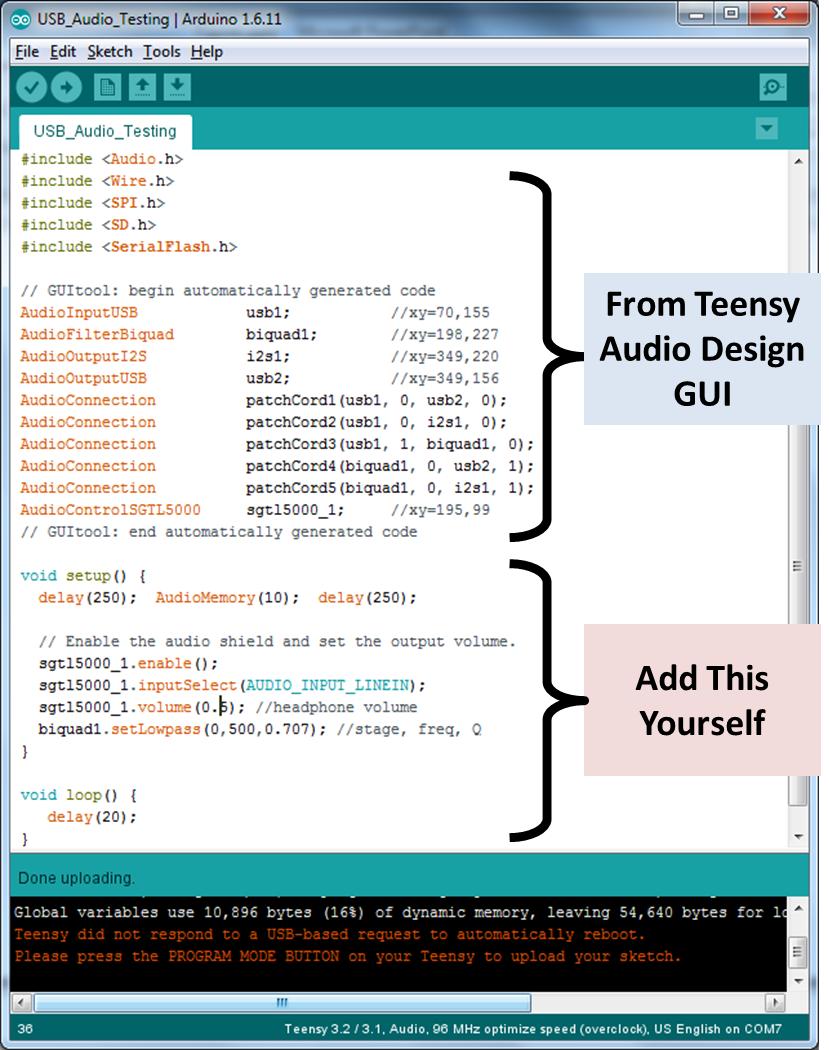 USB_Audio_Testing | Arduino 1.6.11
File Edit Sketch Tools Help
USB_Audio_Testing
#include <Audio.h>
#include <Wire.h>
#include <SPI.h>
#include <SD.h>
#include <SerialFlash.h>
// GUItool: begin automatically generated code
AudioInputUSB usb1; //xy=70,155
AudioFilterBiquad biquad1; //xy=198,227
AudioOutputI2S i2s1; //xy=349,220
AudioOutputUSB usb2; //xy=349,156
AudioConnection patchCord1(usb1, 0, usb2, 0);
AudioConnection patchCord2(usb1, 0, i2s1, 0);
AudioConnection patchCord3(usb1, 1, biquad1, 0);
AudioConnection patchCord4(biquad1, 0, usb2, 1);
AudioConnection patchCord5(biquad1, 0, i2s1, 1);
AudioControlSGTL5000 sgtl5000_1; //xy=195,99
// GUItool: end automatically generated code
From Teensy
Audio Design
GUI
void setup() {
delay(250); AudioMemory(10); delay(250);
// Enable the audio shield and set the output volume.
sgtl5000_1.enable();
sgtl5000_1.inputSelect(AUDIO_INPUT_LINEIN);
sgtl5000_1.volume(0.5); //headphone volume
biquad1.setLowpass(0,500,0.707); //stage, freq, Q
}
void loop() {
delay(20);
}
Add This
Yourself
Done uploading.
Global variables use 10,896 bytes (16%) of dynamic memory, leaving 54,640 bytes for
Teensy did not respond to a USB-based request to automatically reboot.
Please press the PROGRAM MODE BUTTON on your Teensy to upload your sketch.
36
Teensy 3.2 / 3.1, Audio, 96 MHz optimize speed (overclock), US English on COM7